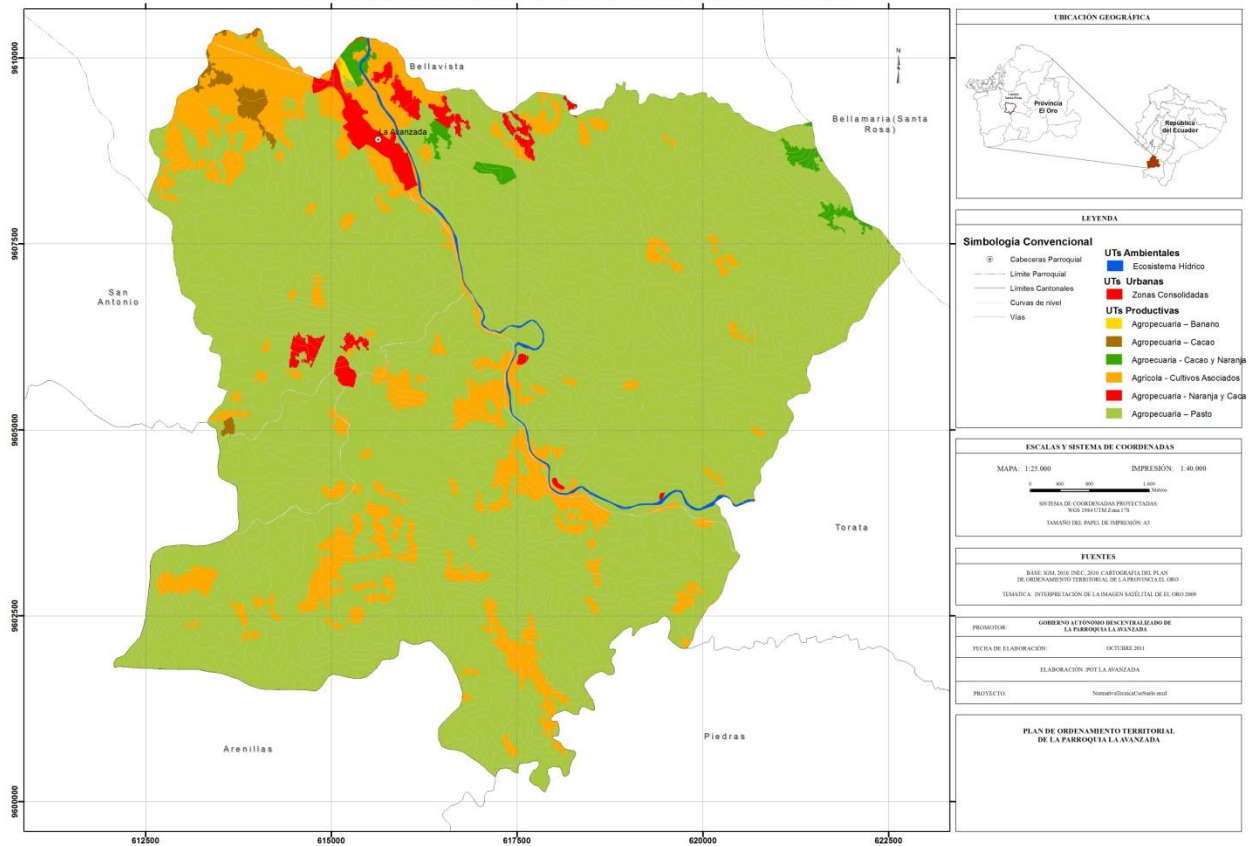 9610000
9607500
9605000
9602500
9600000
612500
615000
617500
620000
622500
Bellavista
Bellamaria(Santa
Rosa)
La Avanzada
San
Antonio
Torata
Piedras
Arenillas
N
UBICACIÓN GEOGRÁFICA
Provincia
El Oro
República
del Ecuador
LEYENDA
Simbología Convencional
Cabeceras Parroquial
Límite Parroquial
Límites Cantonales
Curvas de nivel
Vías
UTs Ambientales
Ecosistema Hídrico
UTs Urbanas
Zonas Consolidadas
UTs Productivas
Agropecuaria – Banano
Agropecuaria – Cacao
Agroecuaria - Cacao y Naranja
Agrícola - Cultivos Asociados
Agropecuaria - Naranja y Caca
Agropecuaria – Pasto
ESCALAS Y SISTEMA DE COORDENADAS
MAPA: 1:25.000 IMPRESIÓN: 1:40.000
0 400 800 1,600
Metros
SISTEMA DE COORDENADAS PROYECTADAS:
WGS 1984 UTM Zona 17S
TAMAÑO DEL PAPEL DE IMPRESIÓN: A3
FUENTES
BASE: IGM, 2010. INEC, 2010. CARTOGRAFIA DEL PLAN
DE ORDENAMIENTO TERRITORIAL DE LA PROVINCIA EL ORO
TEMATICA: INTERPRETACIÓN DE LA IMAGEN SATÉLITAL DE EL ORO 2009
PROMOTOR: GOBIERNO AUTÓNOMO DESCENTRALIZADO DE
LA PARROQUIA LA AVANZADA
FECHA DE ELABORACIÓN: OCTUBRE 2011
ELABORACIÓN :POT LA AVANZADA
PROYECTO: NormativaTecnicaUsoSuelo.mxd
PLAN DE ORDENAMIENTO TERRITORIAL
DE LA PARROQUIA LA AVANZADA